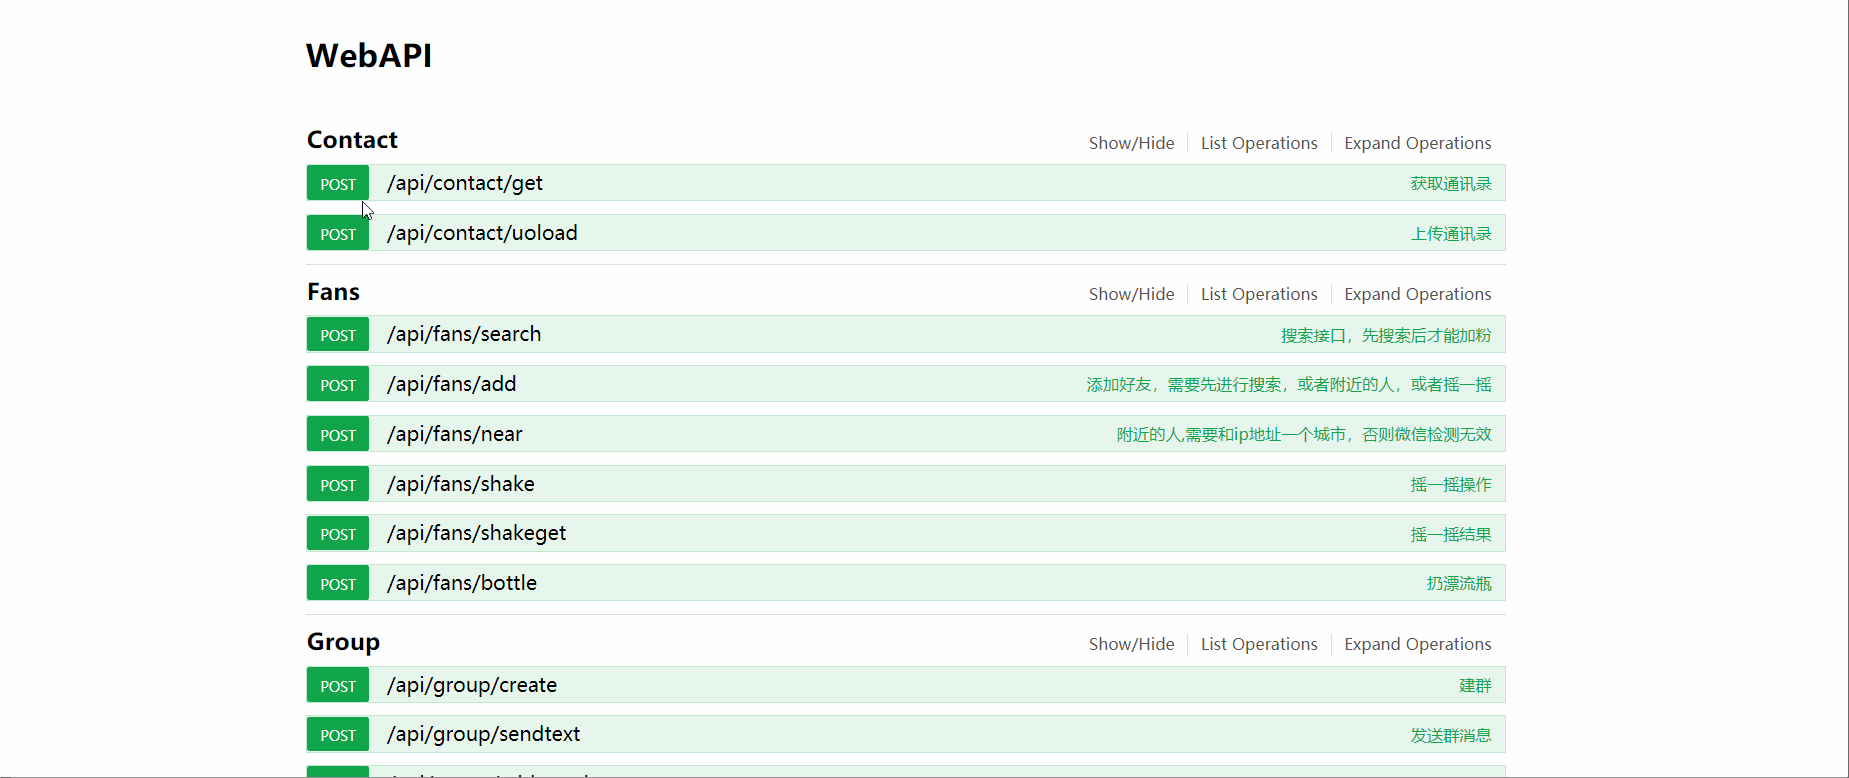 WebAPI
Contact Show/Hide List Operations Expand Operations
POST /api/contact/get 获取通讯录
POST /api/contact/uoload 上传通讯录
Fans Show/Hide List Operations Expand Operations
POST /api/fans/search 搜索接口，先搜索后才能加粉
POST /api/fans/add 添加好友，需要先进行搜索，或者附近的人，或者摇一摇
POST /api/fans/near 附近的人,需要和ip地址一个城市，否则微信检测无效
POST /api/fans/shake 摇一摇操作
POST /api/fans/shakeget 摇一摇结果
POST /api/fans/bottle 扔漂流瓶
Group Show/Hide List Operations Expand Operations
POST /api/group/create 建群
POST /api/group/sendtext 发送群消息